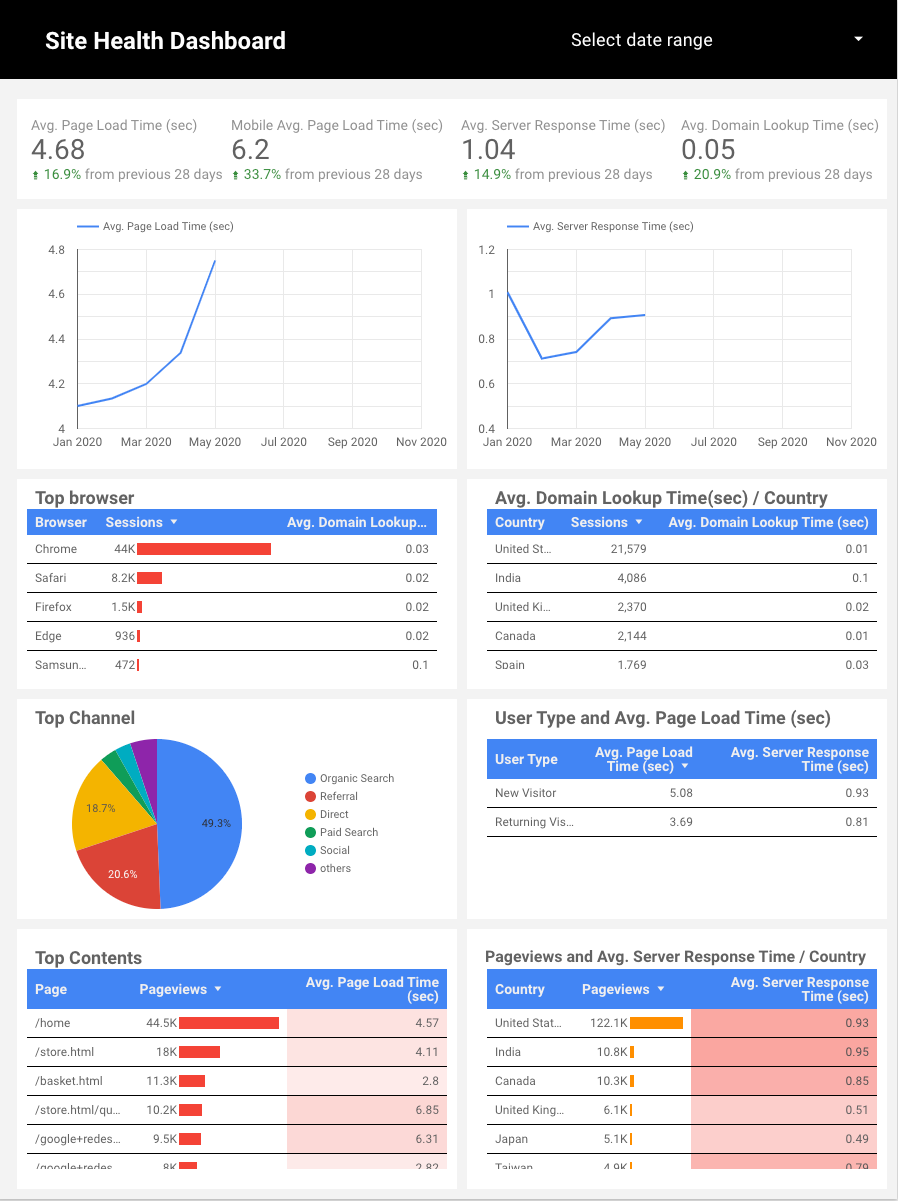 Site Health Dashboard
Select date range
Avg. Page Load Time (sec) Mobile Avg. Page Load Time (sec) Avg. Server Response Time (sec) Avg. Domain Lookup Time (sec)
4.68 6.2 1.04 0.05
16.9% from previous 28 days 33.7% from previous 28 days 14.9% from previous 28 days 20.9% from previous 28 days
Avg. Page Load Time (sec)
4.8
4.6
4.4
4.2
4
Jan 2020 Mar 2020 May 2020 Jul 2020 Sep 2020 Nov 2020
Avg. Server Response Time (sec)
1.2
1
0.8
0.6
0.4
Jan 2020 Mar 2020 May 2020 Jul 2020 Sep 2020 Nov 2020
Top browser
Browser Sessions Avg. Domain Lookup...
Chrome 44K 0.03
Safari 8.2K 0.02
Firefox 1.5K 0.02
Edge 936 0.02
Samsun... 472 0.1
Avg. Domain Lookup Time(sec) / Country
Country Sessions Avg. Domain Lookup Time (sec)
United St... 21,579 0.01
India 4,086 0.1
United Ki... 2,370 0.02
Canada 2,144 0.01
Spain 1,769 0.03
Top Channel
49.3%
20.6%
18.7%
Organic Search
Referral
Direct
Paid Search
Social
others
User Type and Avg. Page Load Time (sec)
User Type Avg. Page Load Time (sec) Avg. Server Response Time (sec)
New Visitor 5.08 0.93
Returning Vis... 3.69 0.81
Top Contents
Page Pageviews Avg. Page Load Time (sec)
/home 44.5K 4.57
/store.html 18K 4.11
/basket.html 11.3K 2.8
/store.html/qu... 10.2K 6.85
/google+redes... 9.5K 6.31
/google+redes... 8K 2.82
Pageviews and Avg. Server Response Time / Country
Country Pageviews Avg. Server Response Time (sec)
United Stat... 122.1K 0.93
India 10.8K 0.95
Canada 10.3K 0.85
United King... 6.1K 0.51
Japan 5.1K 0.49
Taiwan 4.9K 0.79